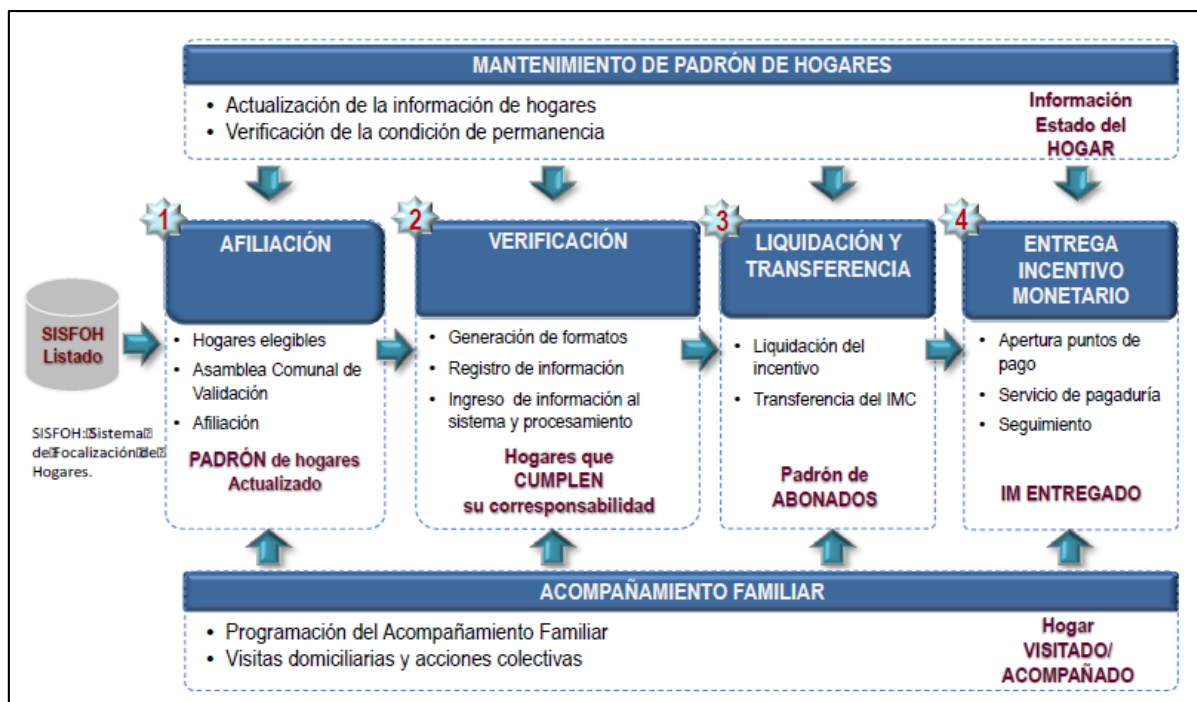 MANTENIMIENTO DE PADRÓN DE HOGARES
• Actualización de la información de hogares
• Verificación de la condición de permanencia
Información
Estado del
HOGAR
1
AFILIACIÓN
2
VERIFICACIÓN
3
LIQUIDACIÓN Y
TRANSFERENCIA
4
ENTREGA
INCENTIVO
MONETARIO
SISFOH
Listado
SISFOH: Sistema
de Focalización de
Hogares.
• Hogares elegibles
• Asamblea Comunal de
Validación
• Afiliación
PADRÓN de hogares
Actualizado
• Generación de formatos
• Registro de información
• Ingreso de información al
sistema y procesamiento
Hogares que
CUMPLEN
su corresponsabilidad
• Liquidación del
incentivo
• Transferencia del IMC
Padrón de
ABONADOS
• Apertura puntos de
pago
• Servicio de pagaduría
• Seguimiento
IM ENTREGADO
ACOMPAÑAMIENTO FAMILIAR
• Programación del Acompañamiento Familiar
• Visitas domiciliarias y acciones colectivas
Hogar
VISITADO/
ACOMPAÑADO